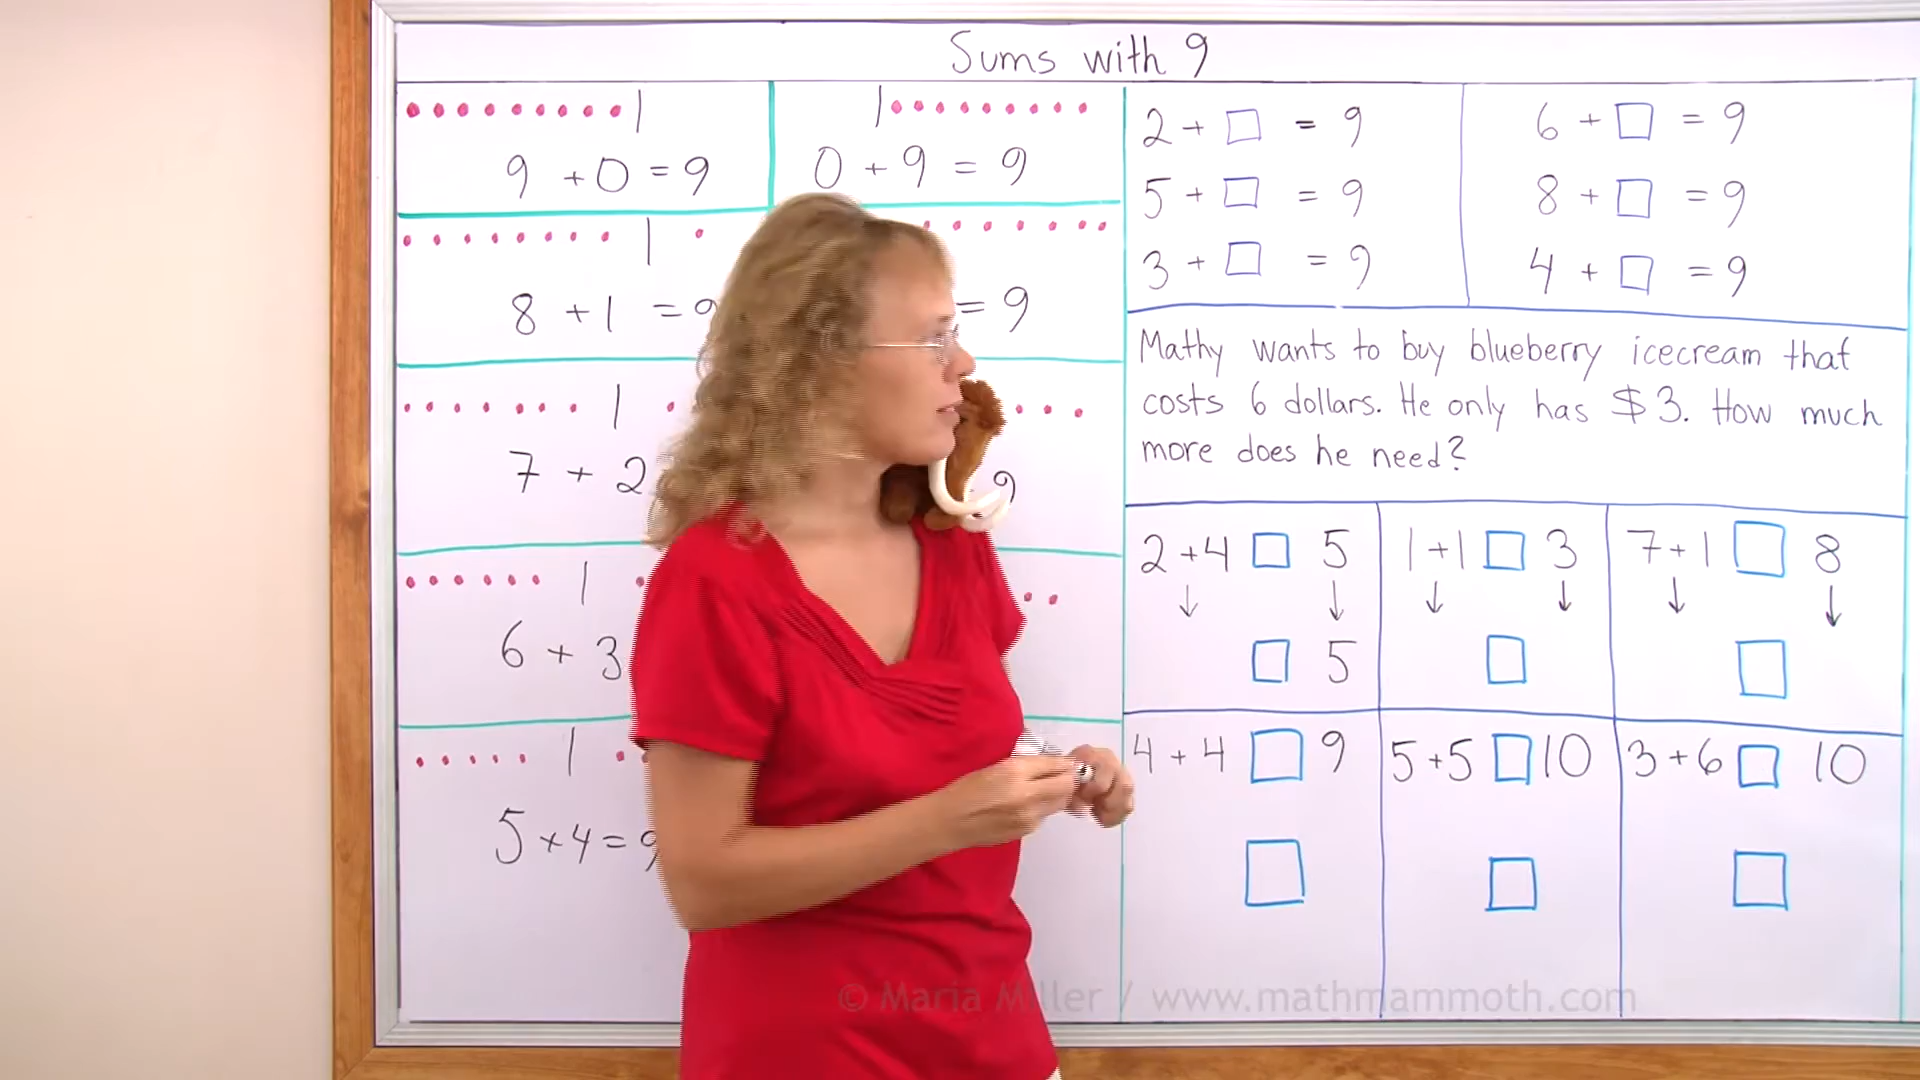 Sums with 9
9 + 0 = 9
0 + 9 = 9
8 + 1 = 9
= 9
7 + 2
9
6 + 3
5 + 4 = 9
2 + □ = 9
5 + □ = 9
3 + □ = 9
6 + □ = 9
8 + □ = 9
4 + □ = 9
Mathy wants to buy blueberry icecream that
costs 6 dollars. He only has $3. How much
more does he need?
2 + 4 □ 5
↓ ↓
□ 5
1 + 1 □ 3
↓ ↓
□
7 + 1 □ 8
↓ ↓
□
4 + 4 □ 9
□
5 + 5 □ 10
□
3 + 6 □ 10
□
© Maria Miller / www.mathmammoth.com